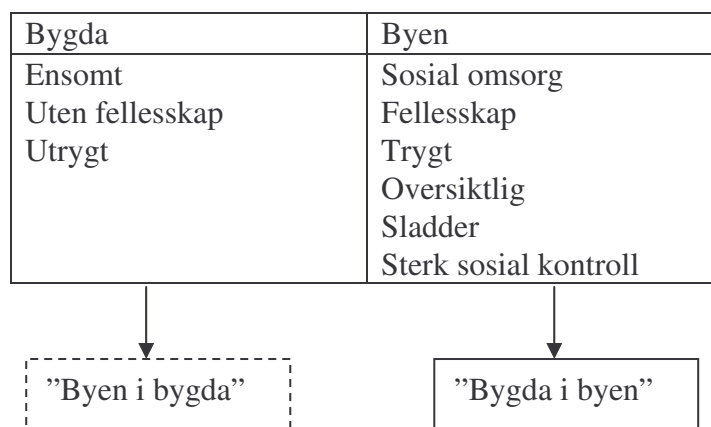 Bygda
Byen
Ensomt
Uten fellesskap
Utrygt
Sosial omsorg
Fellesskap
Trygt
Oversiktlig
Sladder
Sterk sosial kontroll
”Byen i bygda”
”Bygda i byen”